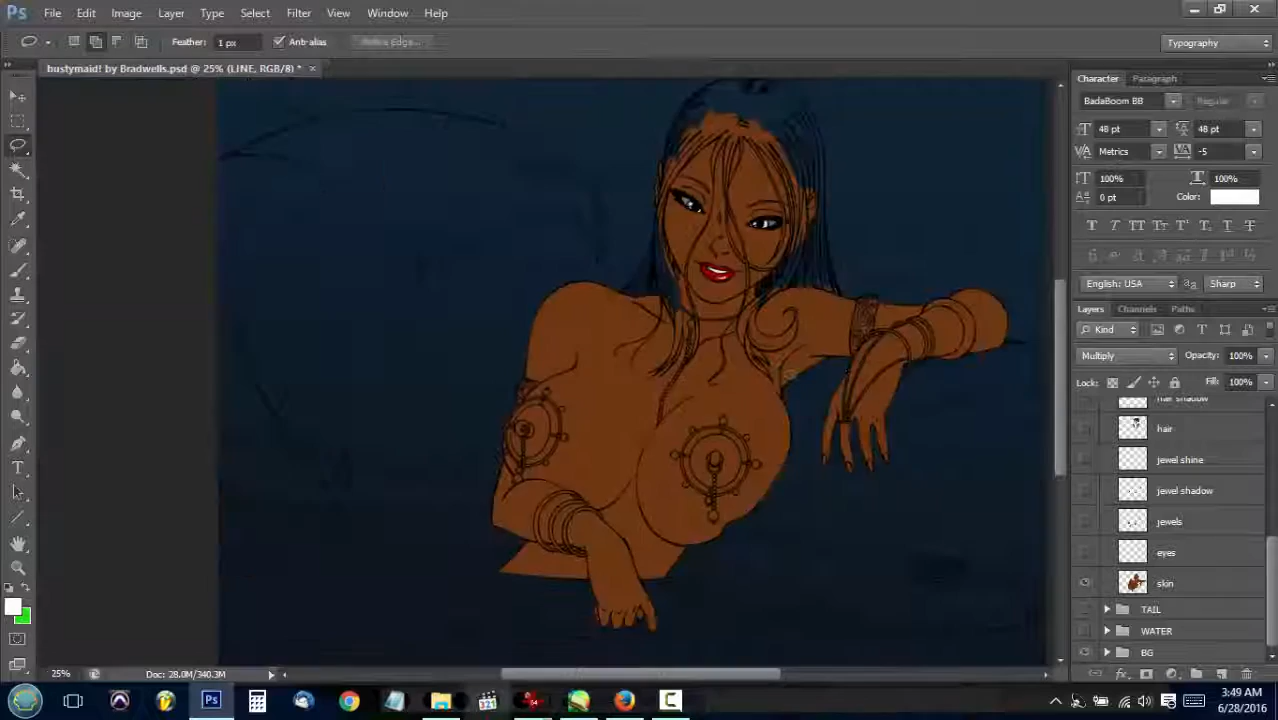 Ps File Edit Image Layer Type Select Filter View Window Help
Feather: 1 px Anti-alias Refine Edge... Typography
bustymaid! by Bradwells.psd @ 25% (LINE, RGB/8) * ×
Character Paragraph
BadaBoom BB Regular
48 pt 48 pt
Metrics -5
100% 100%
0 pt Color:
English: USA Sharp
Layers Channels Paths
Kind
Multiply Opacity: 100%
Lock: Fill: 100%
hair shadow
hair
jewel shine
jewel shadow
jewels
eyes
skin
TAIL
WATER
BG
25% Doc: 28.0M/340.3M
3:49 AM
6/28/2016